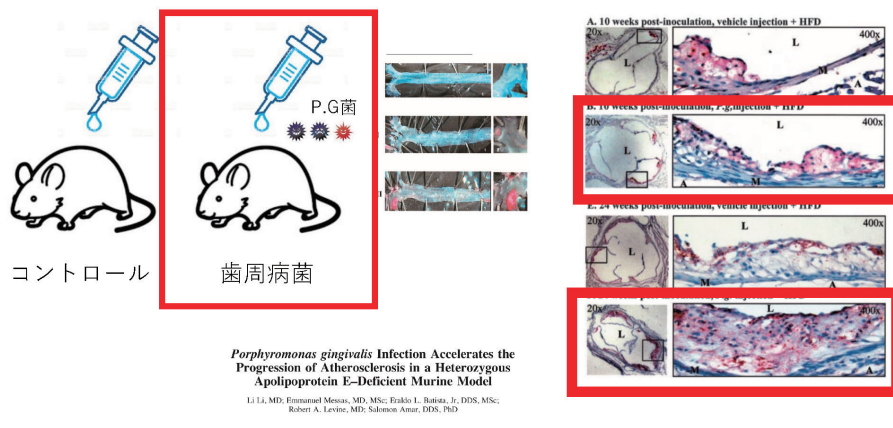 P.G菌
コントロール
歯周病菌
Porphyromonas gingivalis Infection Accelerates the
Progression of Atherosclerosis in a Heterozygous
Apolipoprotein E–Deficient Murine Model
Li Li, MD; Emmanuel Messas, MD, MSc; Eraldo L. Batista, Jr, DDS, MSc;
Robert A. Levine, MD; Salomon Amar, DDS, PhD
A. 10 weeks post-inoculation, vehicle injection + HFD
20x
L
400x
L
M
A
B. 10 weeks post-inoculation, P.g. injection + HFD
20x
L
400x
L
A
M
E. 24 weeks post-inoculation, vehicle injection + HFD
20x
L
400x
L
M
A
20x
L
400x
L
M
A